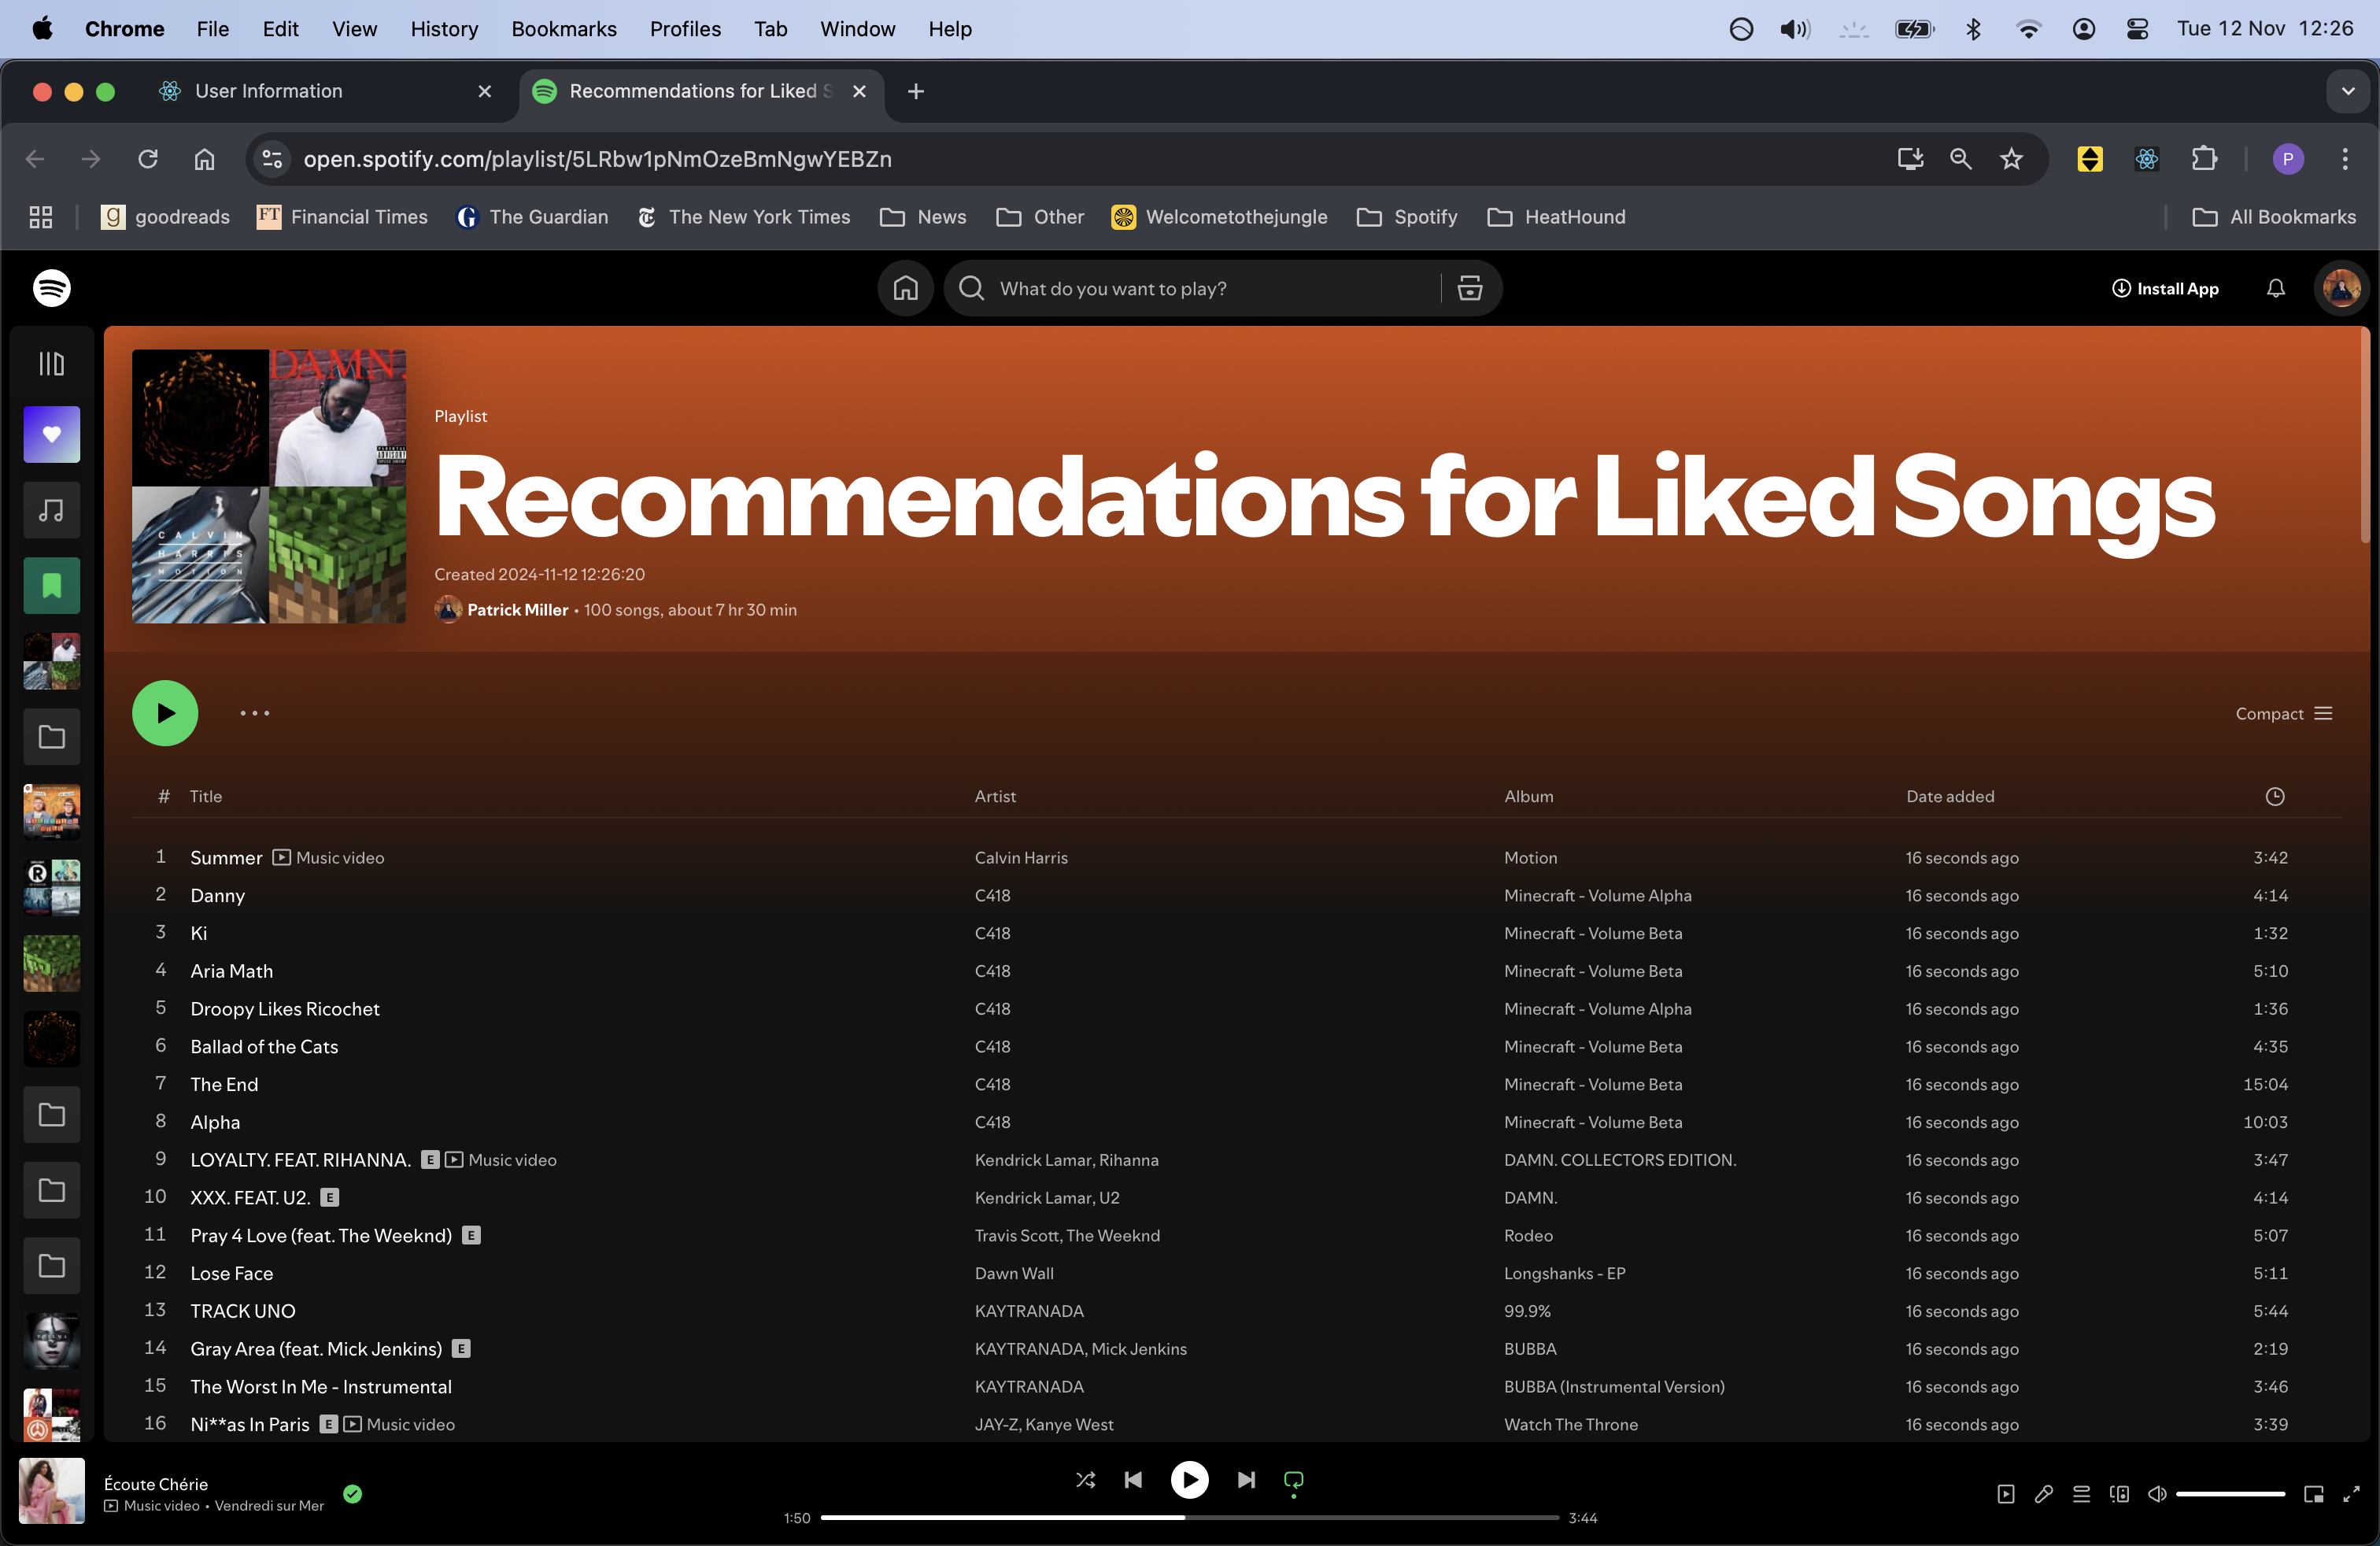 Chrome File Edit View History Bookmarks Profiles Tab Window Help Tue 12 Nov 12:26
User Information Recommendations for Liked S
open.spotify.com/playlist/5LRbw1pNmOzeBmNgwYEBZn P
g goodreads FT Financial Times G The Guardian The New York Times News Other Welcometothejungle Spotify HeatHound All Bookmarks
What do you want to play? Install App
DAMN.
CALVIN
HARRIS
MOTION
Playlist
Recommendations for Liked Songs
Created 2024-11-12 12:26:20
Patrick Miller • 100 songs, about 7 hr 30 min
Compact
# Title Artist Album Date added
1 Summer Music video Calvin Harris Motion 16 seconds ago 3:42
2 Danny C418 Minecraft - Volume Alpha 16 seconds ago 4:14
3 Ki C418 Minecraft - Volume Beta 16 seconds ago 1:32
4 Aria Math C418 Minecraft - Volume Beta 16 seconds ago 5:10
5 Droopy Likes Ricochet C418 Minecraft - Volume Alpha 16 seconds ago 1:36
6 Ballad of the Cats C418 Minecraft - Volume Beta 16 seconds ago 4:35
7 The End C418 Minecraft - Volume Beta 16 seconds ago 15:04
8 Alpha C418 Minecraft - Volume Beta 16 seconds ago 10:03
9 LOYALTY. FEAT. RIHANNA. E Music video Kendrick Lamar, Rihanna DAMN. COLLECTORS EDITION. 16 seconds ago 3:47
10 XXX. FEAT. U2. E Kendrick Lamar, U2 DAMN. 16 seconds ago 4:14
11 Pray 4 Love (feat. The Weeknd) E Travis Scott, The Weeknd Rodeo 16 seconds ago 5:07
12 Lose Face Dawn Wall Longshanks - EP 16 seconds ago 5:11
13 TRACK UNO KAYTRANADA 99.9% 16 seconds ago 5:44
14 Gray Area (feat. Mick Jenkins) E KAYTRANADA, Mick Jenkins BUBBA 16 seconds ago 2:19
15 The Worst In Me - Instrumental KAYTRANADA BUBBA (Instrumental Version) 16 seconds ago 3:46
16 Ni**as In Paris E Music video JAY-Z, Kanye West Watch The Throne 16 seconds ago 3:39
Écoute Chérie
Music video • Vendredi sur Mer
1:50 3:44